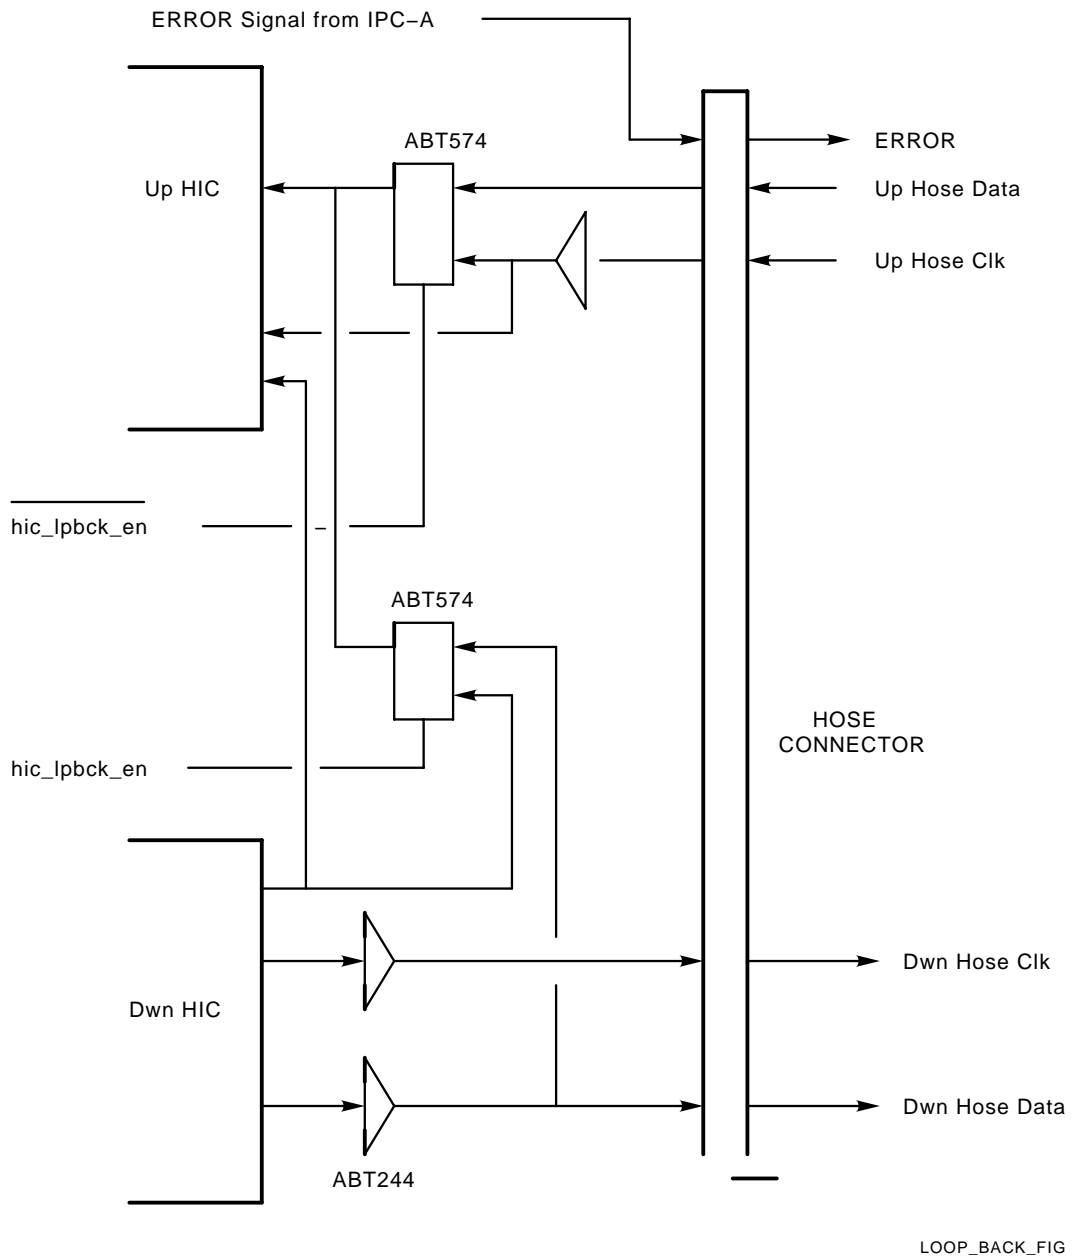 ERROR Signal from IPC−A
ABT574
ERROR
Up HIC
Up Hose Data
Up Hose Clk
hic_lpbck_en
ABT574
HOSE
CONNECTOR
hic_lpbck_en
Dwn HIC
Dwn Hose Clk
Dwn Hose Data
ABT244
LOOP_BACK_FIG